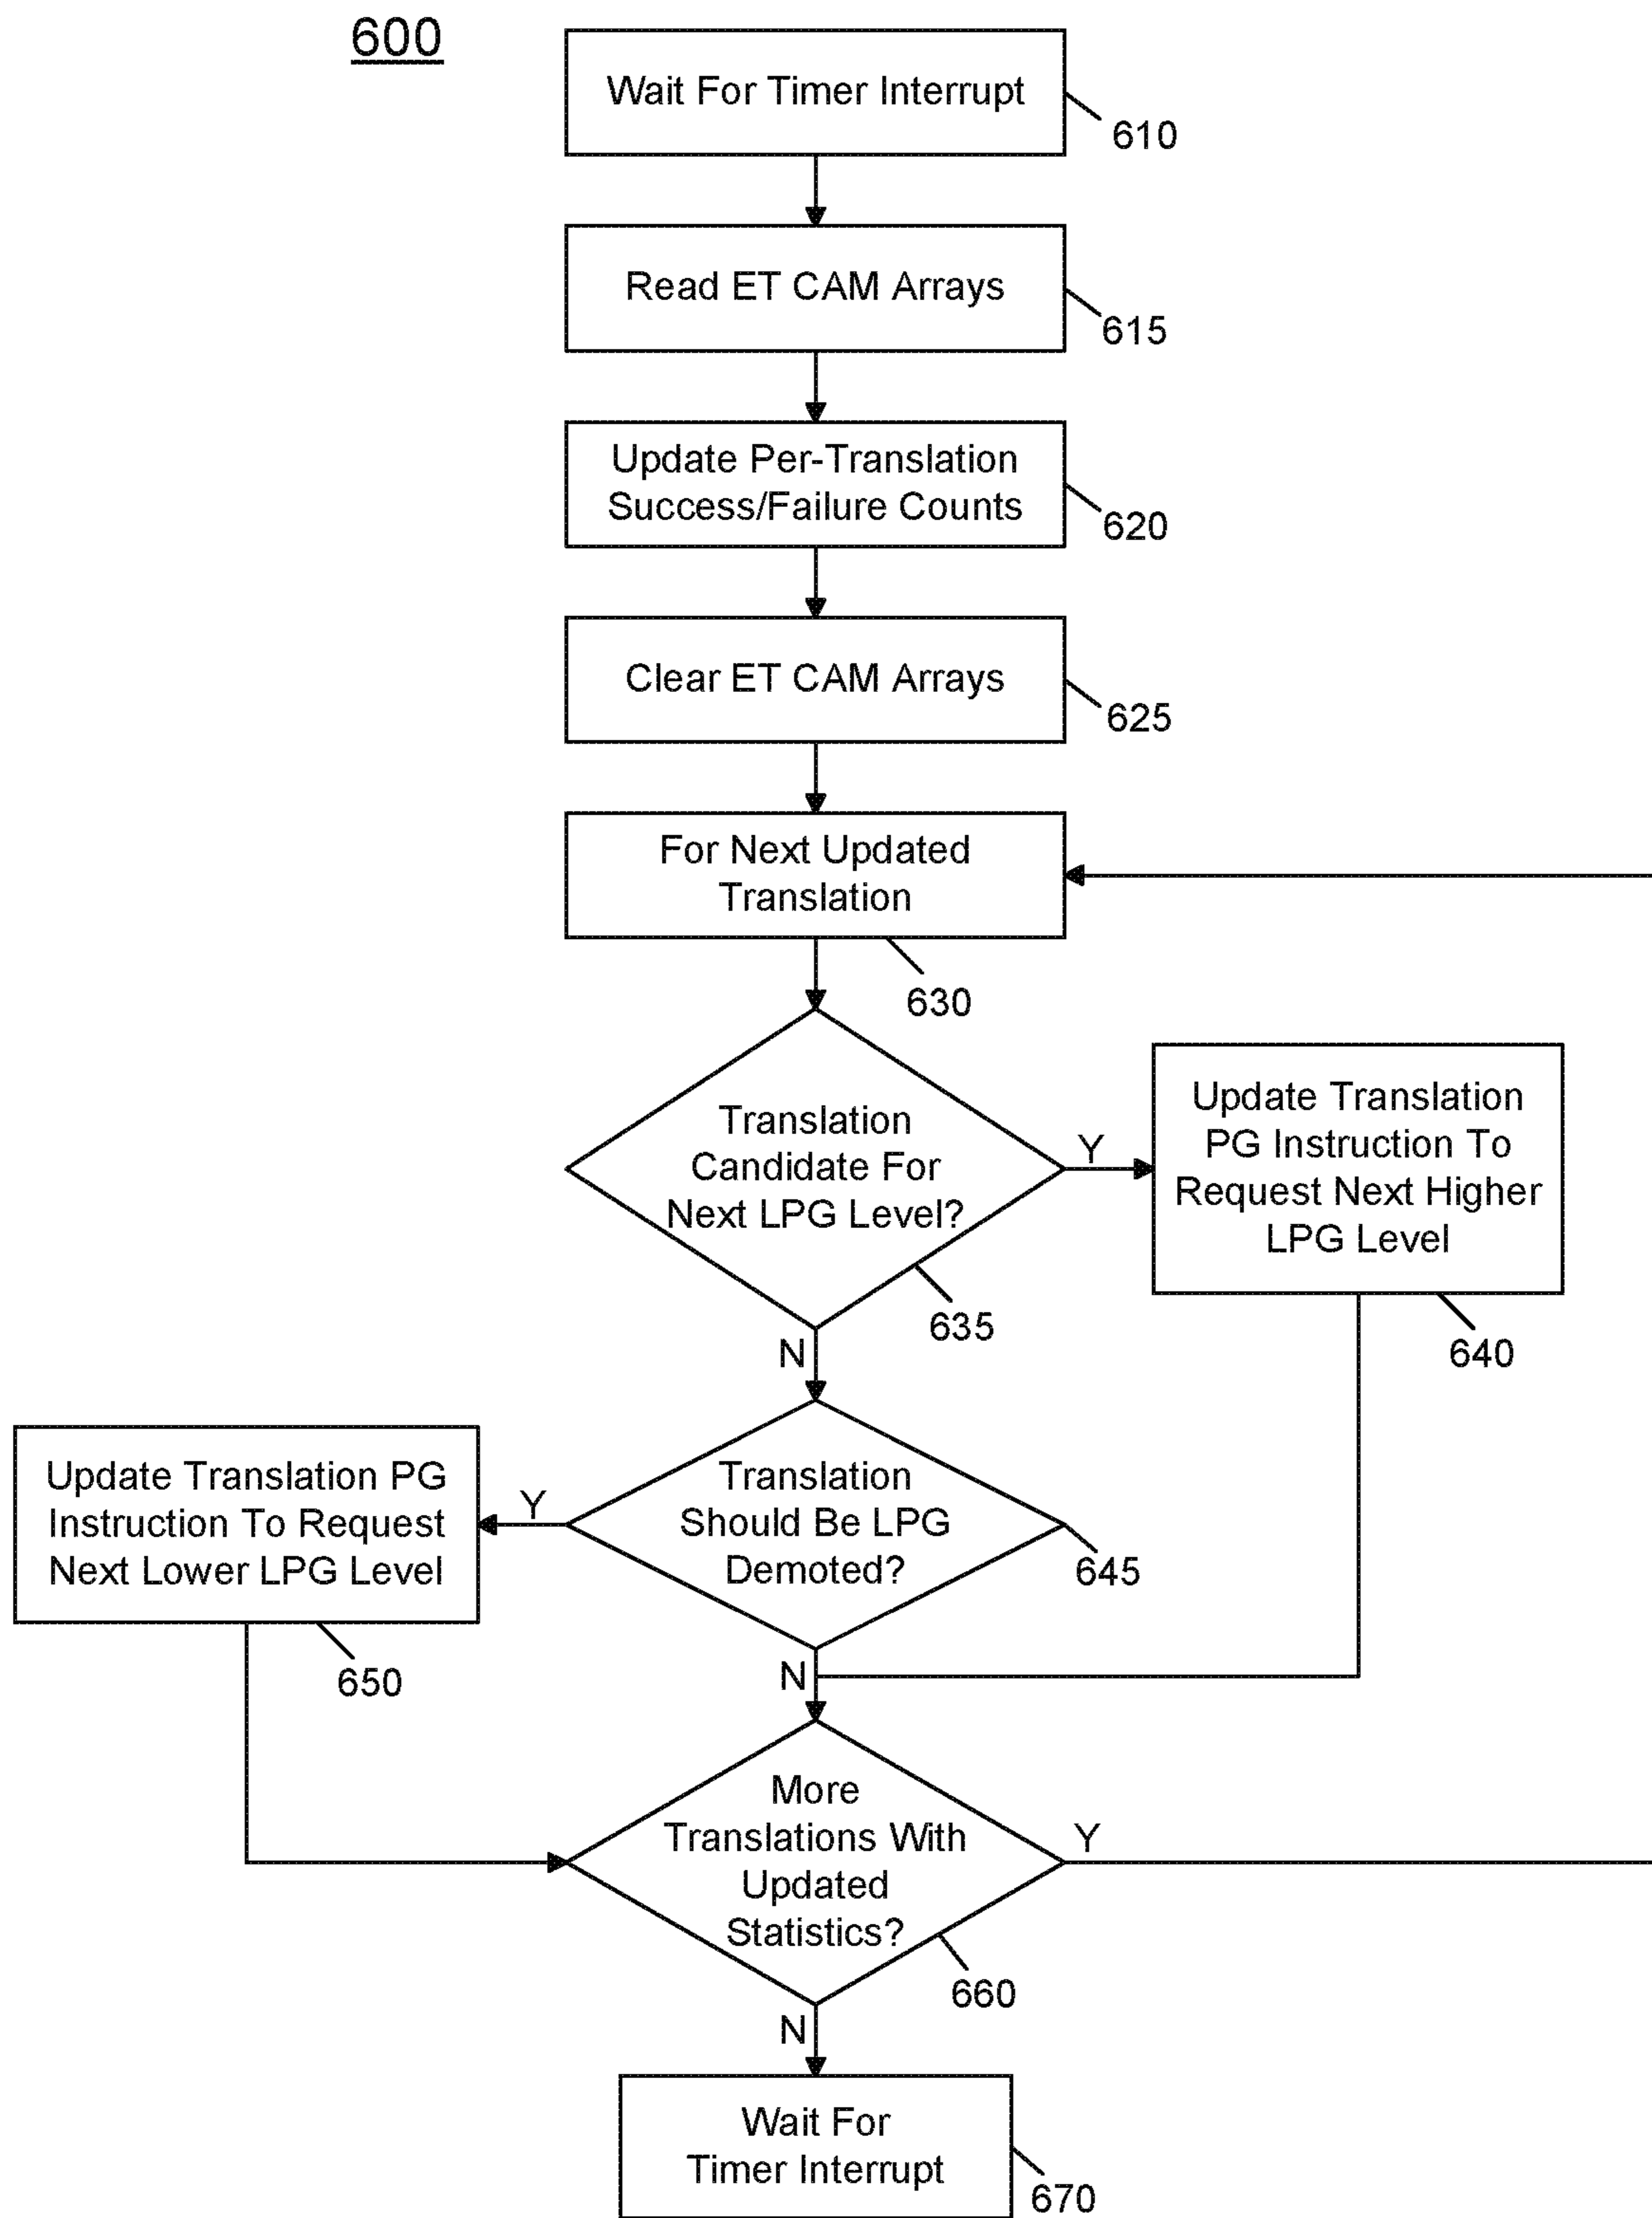 600
Wait For Timer Interrupt
610
Read ET CAM Arrays
615
Update Per-Translation
Success/Failure Counts
620
Clear ET CAM Arrays
625
For Next Updated
Translation
630
Translation
Candidate For
Next LPG Level?
635
Y
Update Translation
PG Instruction To
Request Next Higher
LPG Level
640
N
Translation
Should Be LPG
Demoted?
645
Y
Update Translation PG
Instruction To Request
Next Lower LPG Level
650
N
More
Translations With
Updated
Statistics?
660
Y
N
Wait For
Timer Interrupt
670